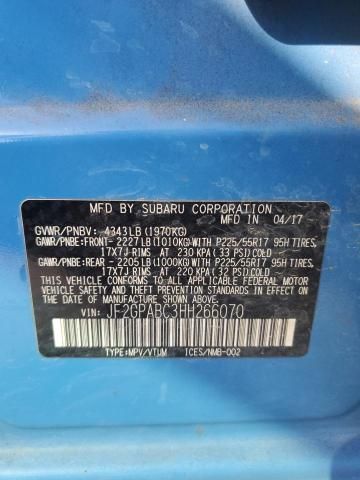 MFD. BY SUBARU CORPORATION
IN 04/17
GVWR/PNBV: 4343LB(1970KG)
GAWR/PNBE:FRONT- 2227LB(1010KG)WITH P225/55R17 95H TIRES,
17X7J RIMS AT 230 KPA (33 PSI)COLD
GAWR/PNBE:REAR - 2205LB(1000KG)WITH P225/55R17 95H TIRES,
17X7J RIMS AT 220 KPA (32 PSI)COLD
THIS VEHICLE CONFORMS TO ALL APPLICABLE FEDERAL MOTOR
VEHICLE SAFETY AND THEFT PREVENTION STANDARDS IN EFFECT
ON THE DATE OF MANUFACTURE SHOWN ABOVE.
VIN: JF2GPABC3HH266070
TYPE:MPV/VTUM ICES/NMB-002